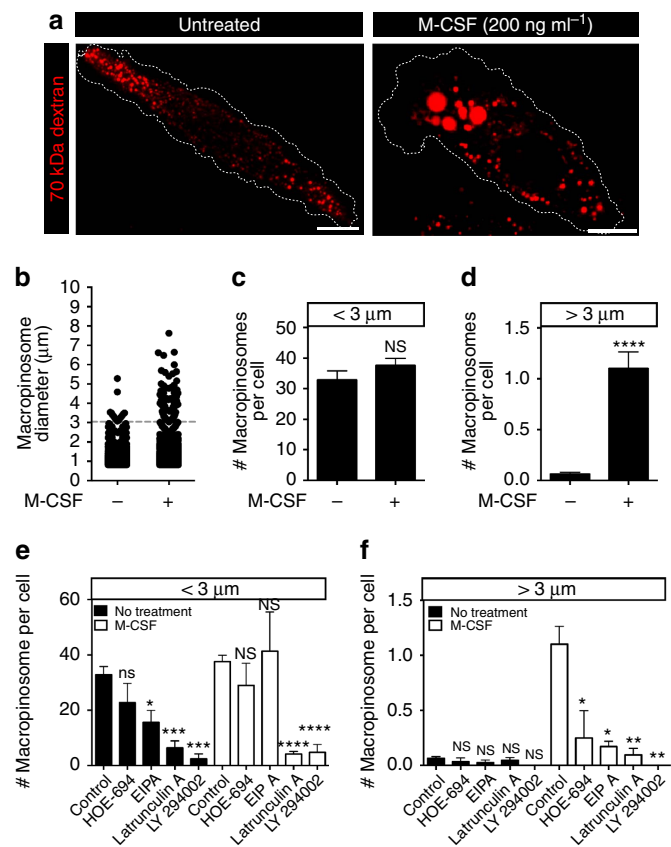 a
Untreated
M-CSF (200 ng ml⁻¹)
70 kDa dextran
b
c
d
Macropinosome
diameter (μm)
10
9
8
7
6
5
4
3
2
1
0
M-CSF
−
+
< 3 μm
# Macropinosomes
per cell
50
40
30
20
10
0
NS
M-CSF
−
+
> 3 μm
# Macropinosomes
per cell
1.5
1.0
0.5
0.0
****
M-CSF
−
+
e
< 3 μm
# Macropinosome per cell
60
40
20
0
No treatment
M-CSF
ns
*
***
***
NS
NS
****
****
Control
HOE-694
EIPA
Latrunculin A
LY 294002
Control
HOE-694
EIP A
Latrunculin A
LY 294002
f
> 3 μm
# Macropinosome per cell
1.5
1.0
0.5
0.0
No treatment
M-CSF
NS
NS
NS
NS
*
*
**
**
Control
HOE-694
EIPA
Latrunculin A
LY 294002
Control
HOE-694
EIP A
Latrunculin A
LY 294002